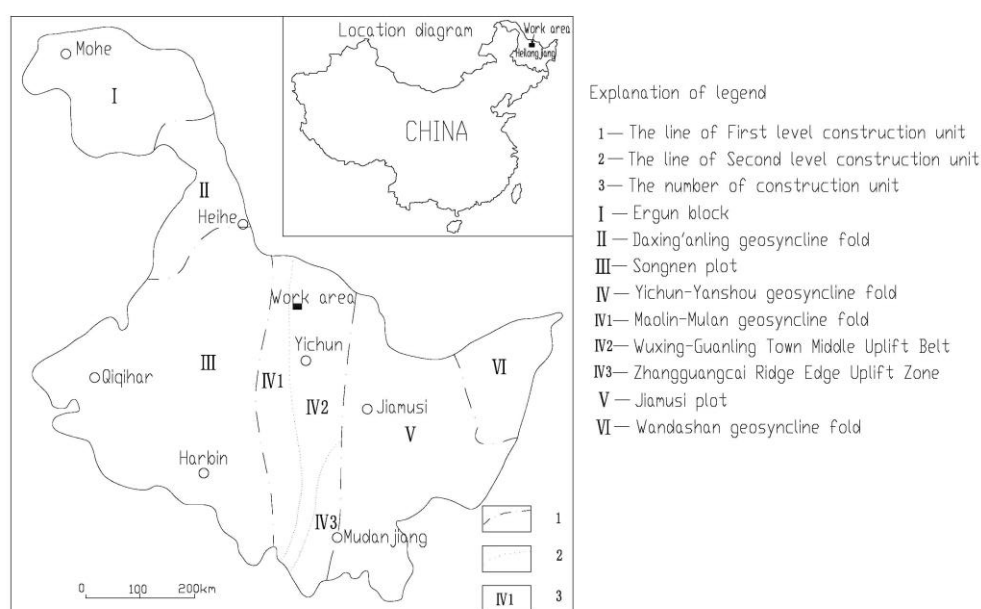 Mohe
I
II
Heihe
Location diagram
Work area
Heilongjiang
CHINA
Work area
Yichun
III
Qiqihar
IV1
IV2
VI
Jiamusi
V
Harbin
IV3
Mudanjiang
0 100 200km
1
2
IV1 3
Explanation of legend
1— The line of First level construction unit
2— The line of Second level construction unit
3— The number of construction unit
I — Ergun block
II — Daxing'anling geosyncline fold
III — Songnen plot
IV — Yichun-Yanshou geosyncline fold
IV1— Maolin-Mulan geosyncline fold
IV2— Wuxing-Guanling Town Middle Uplift Belt
IV3— Zhangguangcai Ridge Edge Uplift Zone
V — Jiamusi plot
VI — Wandashan geosyncline fold